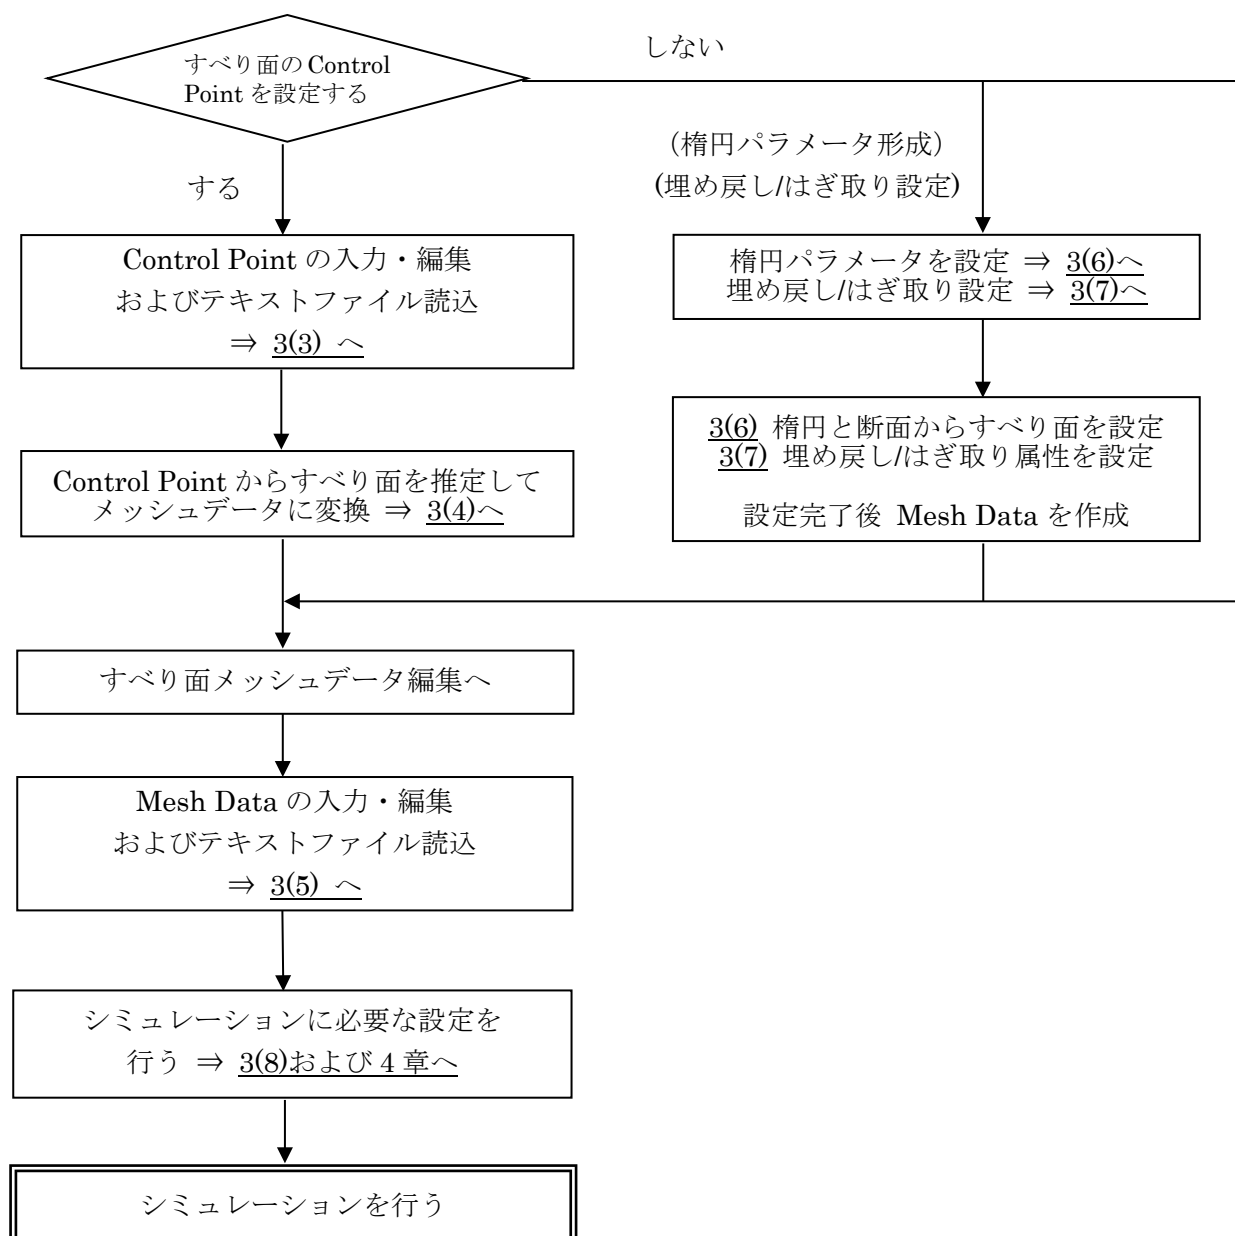 すべり面の Control
Point を設定する
しない
する
（楕円パラメータ形成）
(埋め戻し/はぎ取り設定)
Control Point の入力・編集
およびテキストファイル読込
⇒ 3(3) へ
楕円パラメータを設定 ⇒ 3(6)へ
埋め戻し/はぎ取り設定 ⇒ 3(7)へ
Control Point からすべり面を推定して
メッシュデータに変換 ⇒ 3(4)へ
3(6) 楕円と断面からすべり面を設定
3(7) 埋め戻し/はぎ取り属性を設定
設定完了後 Mesh Data を作成
すべり面メッシュデータ編集へ
Mesh Data の入力・編集
およびテキストファイル読込
⇒ 3(5) へ
シミュレーションに必要な設定を
行う ⇒ 3(8)および 4 章へ
シミュレーションを行う